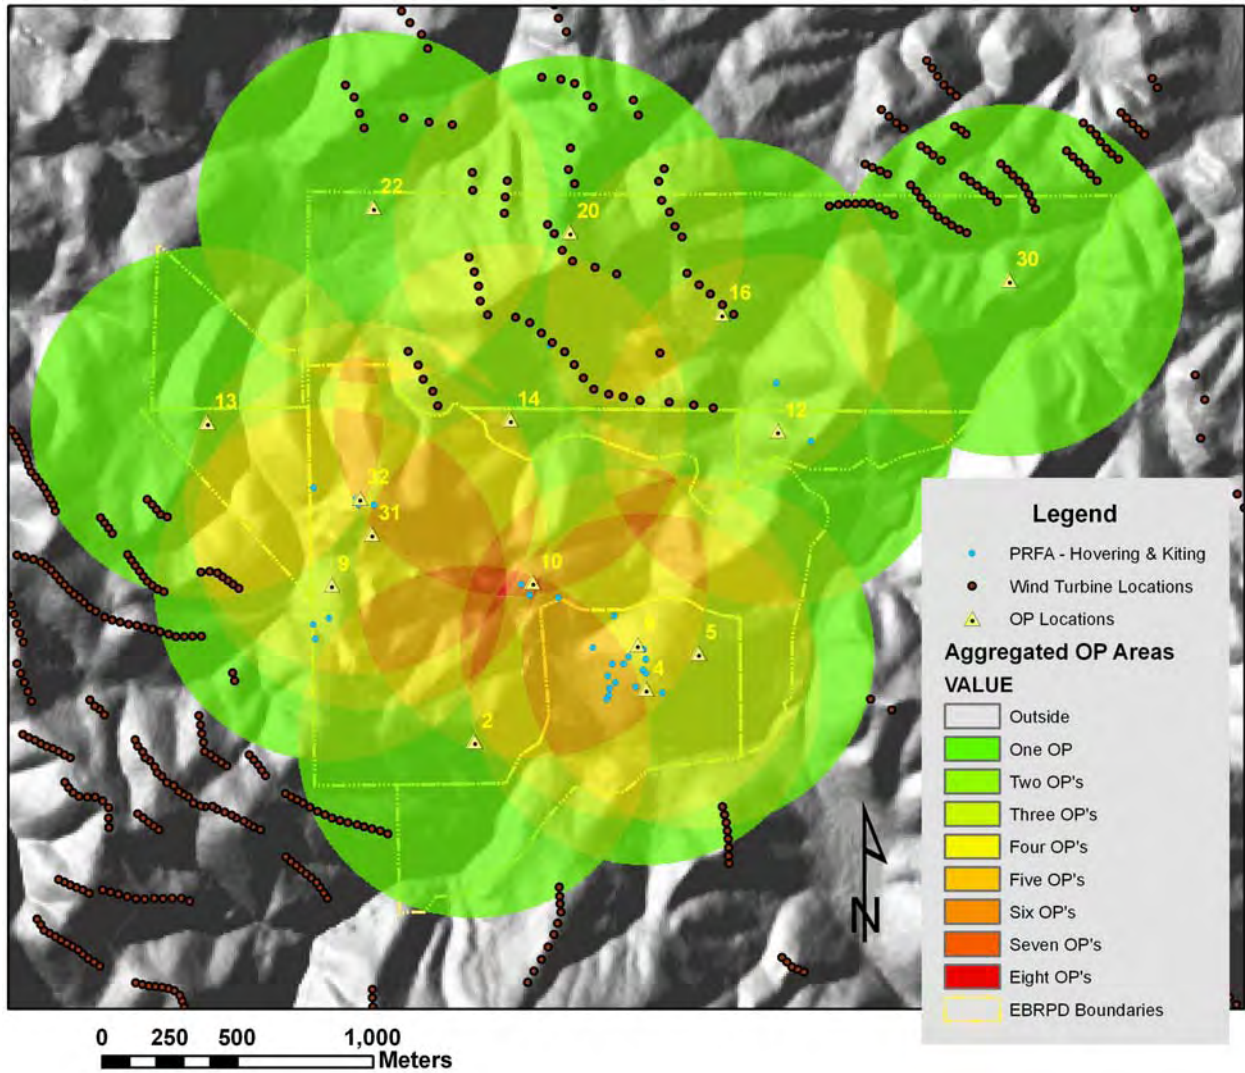 22
20
30
16
13
14
12
32
31
9
10
5
4
2
Legend
PRFA - Hovering & Kiting
Wind Turbine Locations
OP Locations
Aggregated OP Areas
VALUE
Outside
One OP
Two OP's
Three OP's
Four OP's
Five OP's
Six OP's
Seven OP's
Eight OP's
EBRPD Boundaries
N
0 250 500 1,000
Meters